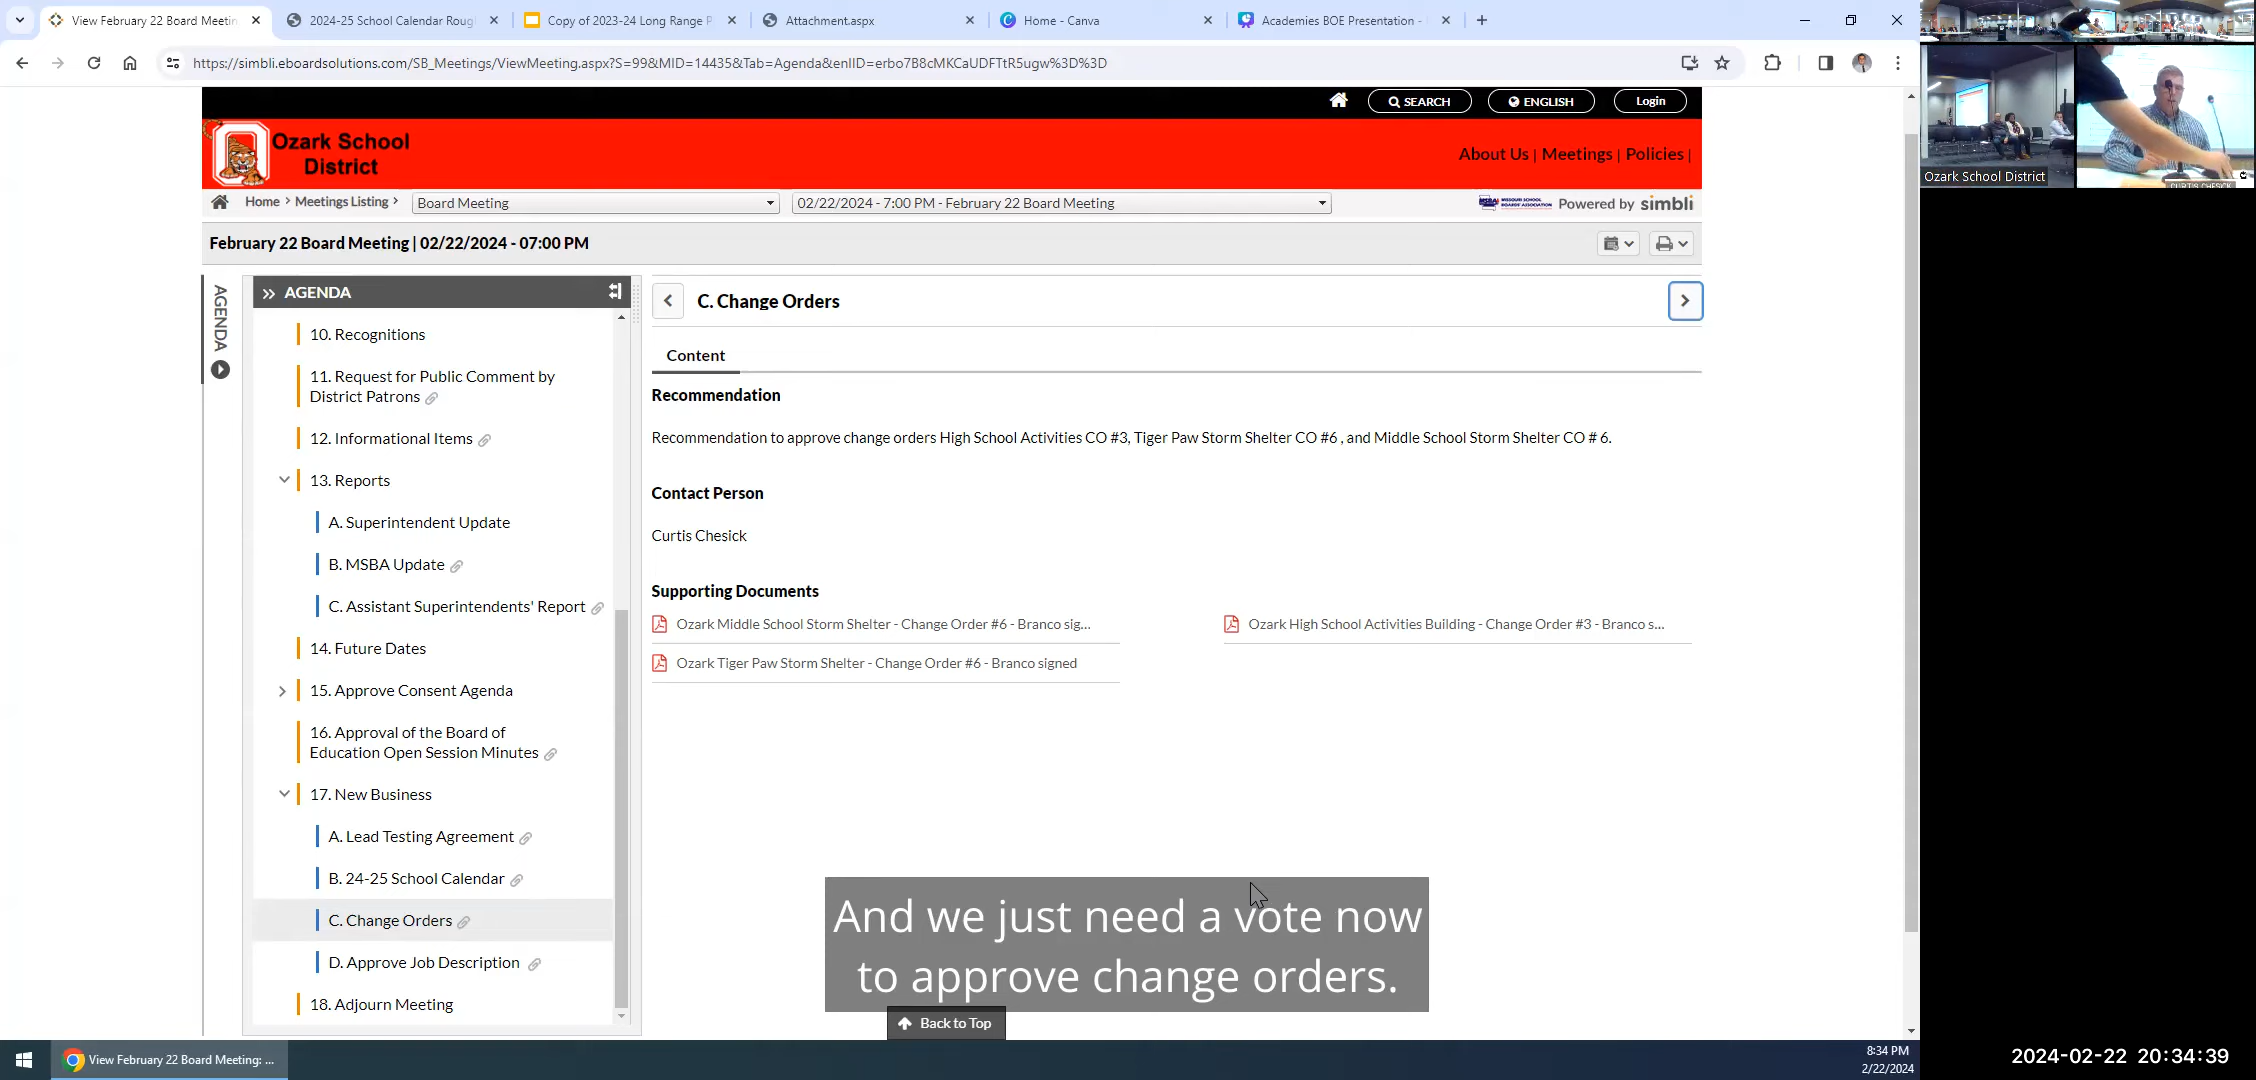 View February 22 Board Meetin
2024-25 School Calendar Roug
Copy of 2023-24 Long Range P
Attachment.aspx
Home - Canva
Academies BOE Presentation -
https://simbli.eboardsolutions.com/SB_Meetings/ViewMeeting.aspx?S=99&MID=14435&Tab=Agenda&enIID=erbo7B8cMKCaUDFTtR5ugw%3D%3D
SEARCH
ENGLISH
Login
Ozark School
District
About Us | Meetings | Policies |
Home > Meetings Listing >
Board Meeting
02/22/2024 - 7:00 PM - February 22 Board Meeting
MSBA
Powered by simbli
February 22 Board Meeting | 02/22/2024 - 07:00 PM
AGENDA
AGENDA
10. Recognitions
11. Request for Public Comment by
District Patrons
12. Informational Items
13. Reports
A. Superintendent Update
B. MSBA Update
C. Assistant Superintendents' Report
14. Future Dates
15. Approve Consent Agenda
16. Approval of the Board of
Education Open Session Minutes
17. New Business
A. Lead Testing Agreement
B. 24-25 School Calendar
C. Change Orders
D. Approve Job Description
18. Adjourn Meeting
C. Change Orders
Content
Recommendation
Recommendation to approve change orders High School Activities CO #3, Tiger Paw Storm Shelter CO #6 , and Middle School Storm Shelter CO # 6.
Contact Person
Curtis Chesick
Supporting Documents
Ozark Middle School Storm Shelter - Change Order #6 - Branco sig...
Ozark High School Activities Building - Change Order #3 - Branco s...
Ozark Tiger Paw Storm Shelter - Change Order #6 - Branco signed
And we just need a vote now
to approve change orders.
Back to Top
View February 22 Board Meeting: ...
8:34 PM
2/22/2024
Ozark School District
CURTIS CHESICK
2024-02-22 20:34:39